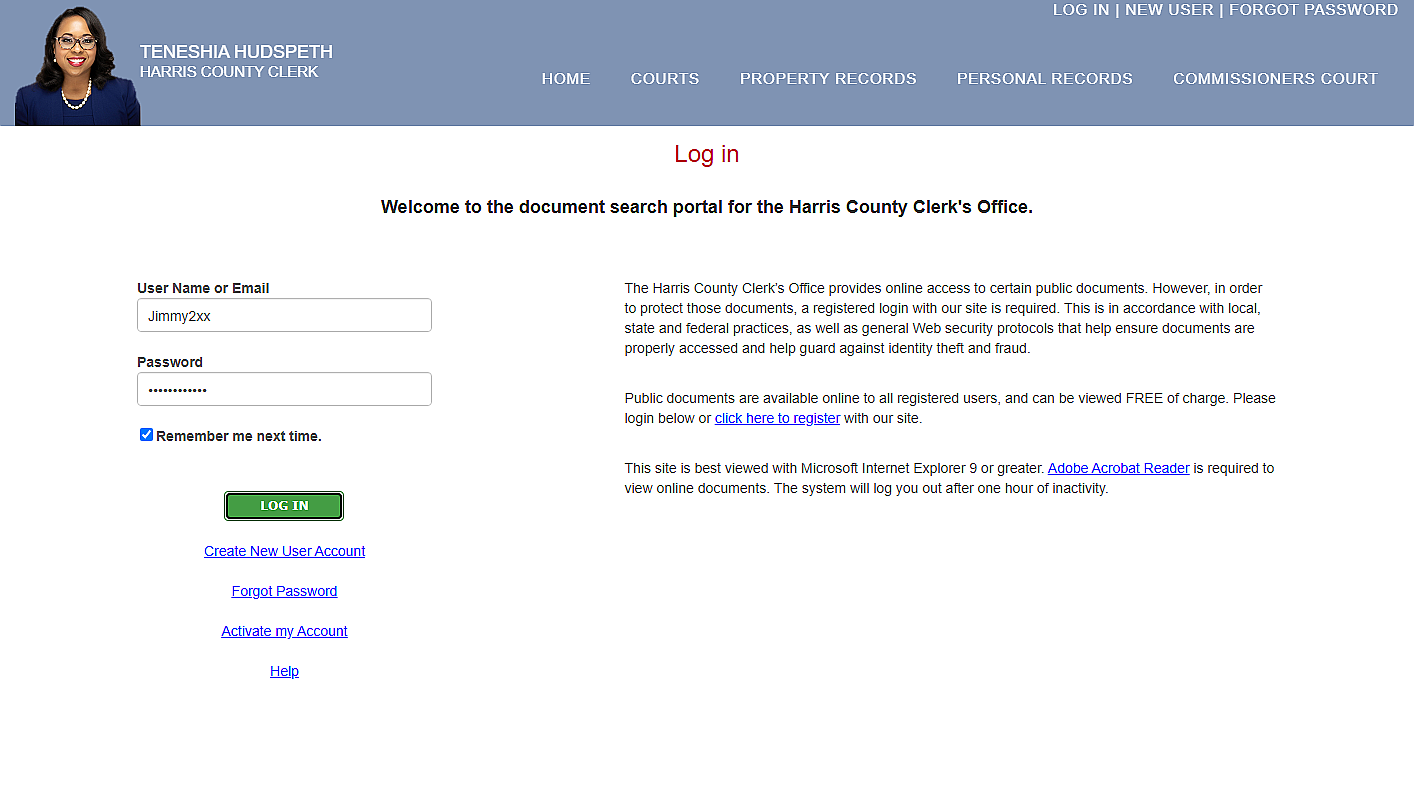 LOG IN | NEW USER | FORGOT PASSWORD
TENESHIA HUDSPETH
HARRIS COUNTY CLERK
HOME COURTS PROPERTY RECORDS PERSONAL RECORDS COMMISSIONERS COURT
Log in
Welcome to the document search portal for the Harris County Clerk's Office.
User Name or Email
Jimmy2xx
Password
••••••••••••
Remember me next time.
LOG IN
Create New User Account
Forgot Password
Activate my Account
Help
The Harris County Clerk's Office provides online access to certain public documents. However, in order
to protect those documents, a registered login with our site is required. This is in accordance with local,
state and federal practices, as well as general Web security protocols that help ensure documents are
properly accessed and help guard against identity theft and fraud.
Public documents are available online to all registered users, and can be viewed FREE of charge. Please
login below or click here to register with our site.
This site is best viewed with Microsoft Internet Explorer 9 or greater. Adobe Acrobat Reader is required to
view online documents. The system will log you out after one hour of inactivity.